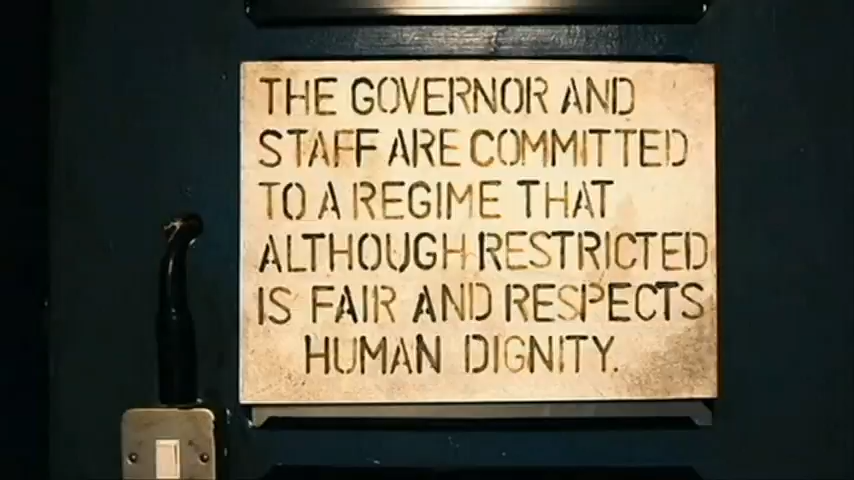 THE GOVERNOR AND
STAFF ARE COMMITTED
TO A REGIME THAT
ALTHOUGH RESTRICTED
IS FAIR AND RESPECTS
HUMAN DIGNITY.